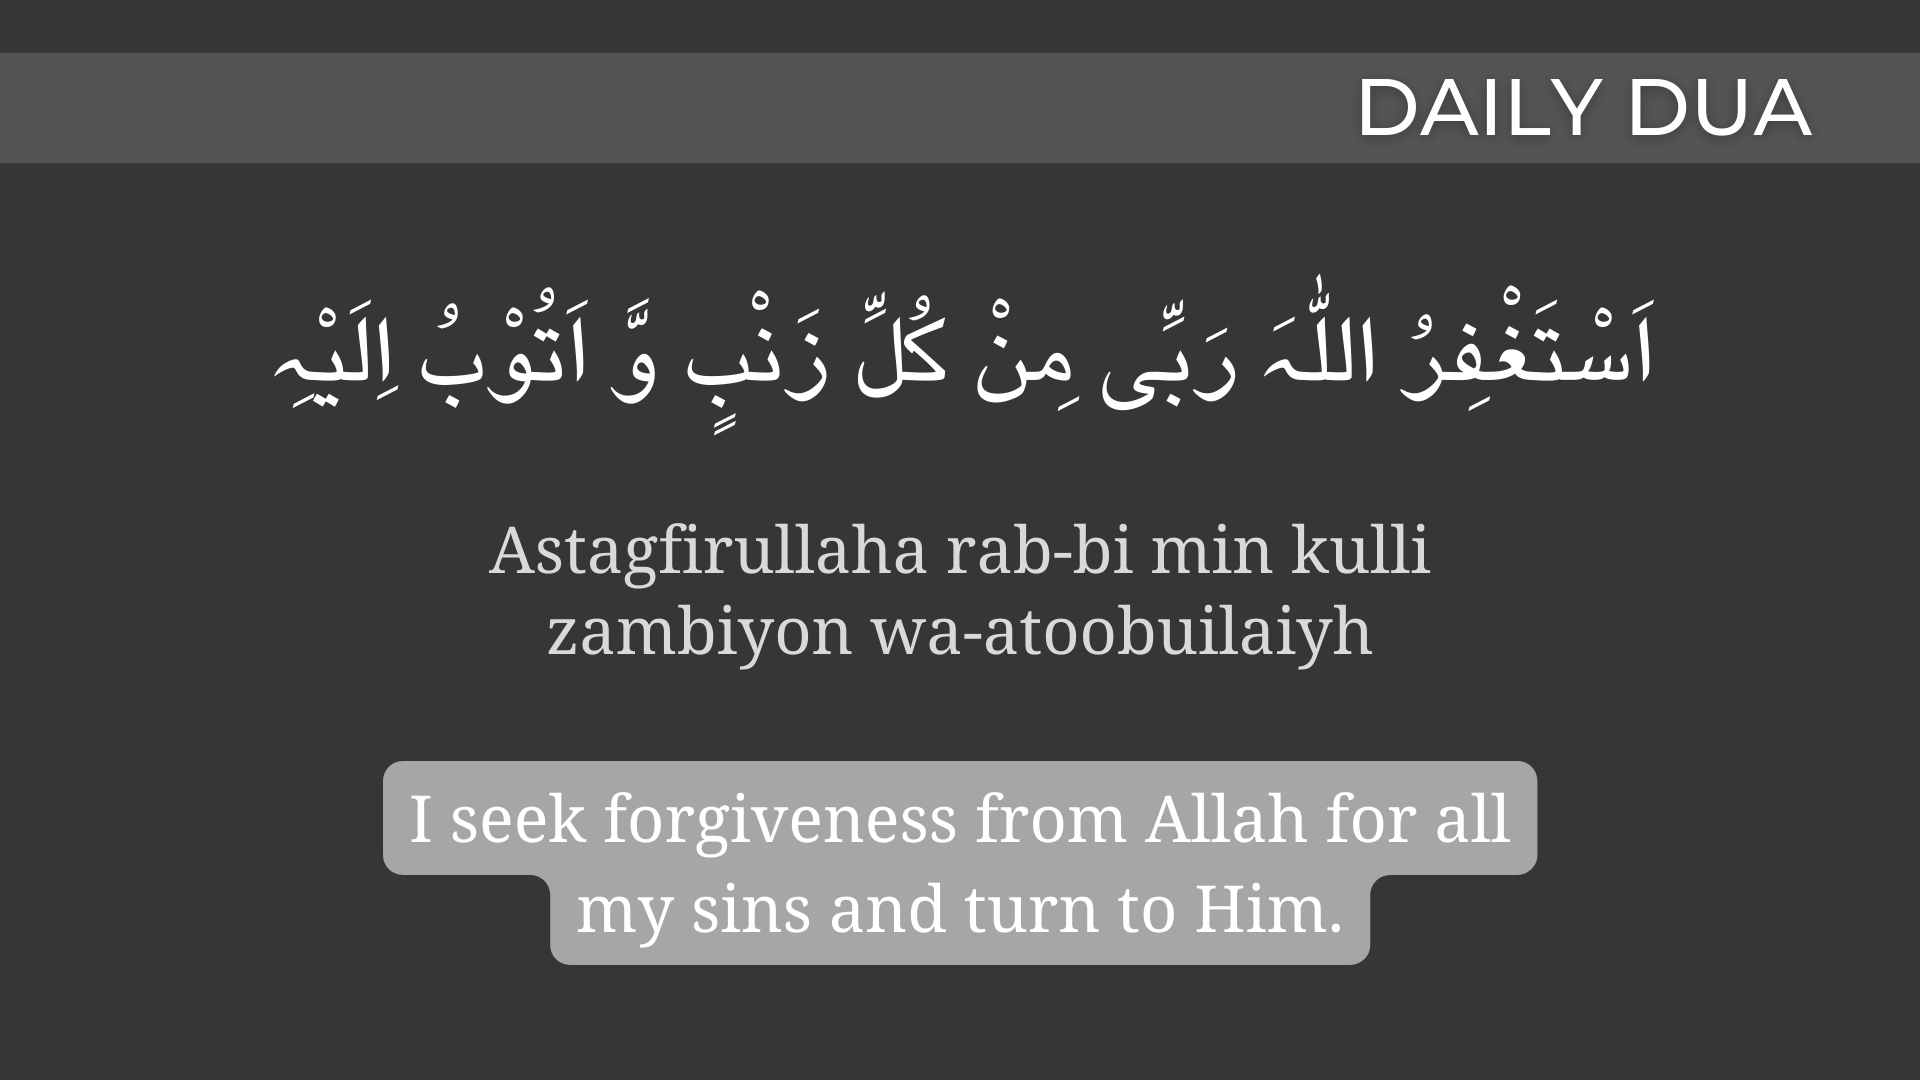 DAILY DUA
اَسْتَغْفِرُ اللّٰہَ رَبِّی مِنْ کُلِّ زَنْبٍ وَّ اَتُوْبُ اِلَیْہِ
Astagfirullaha rab-bi min kulli
zambiyon wa-atoobuilaiyh
I seek forgiveness from Allah for all
my sins and turn to Him.